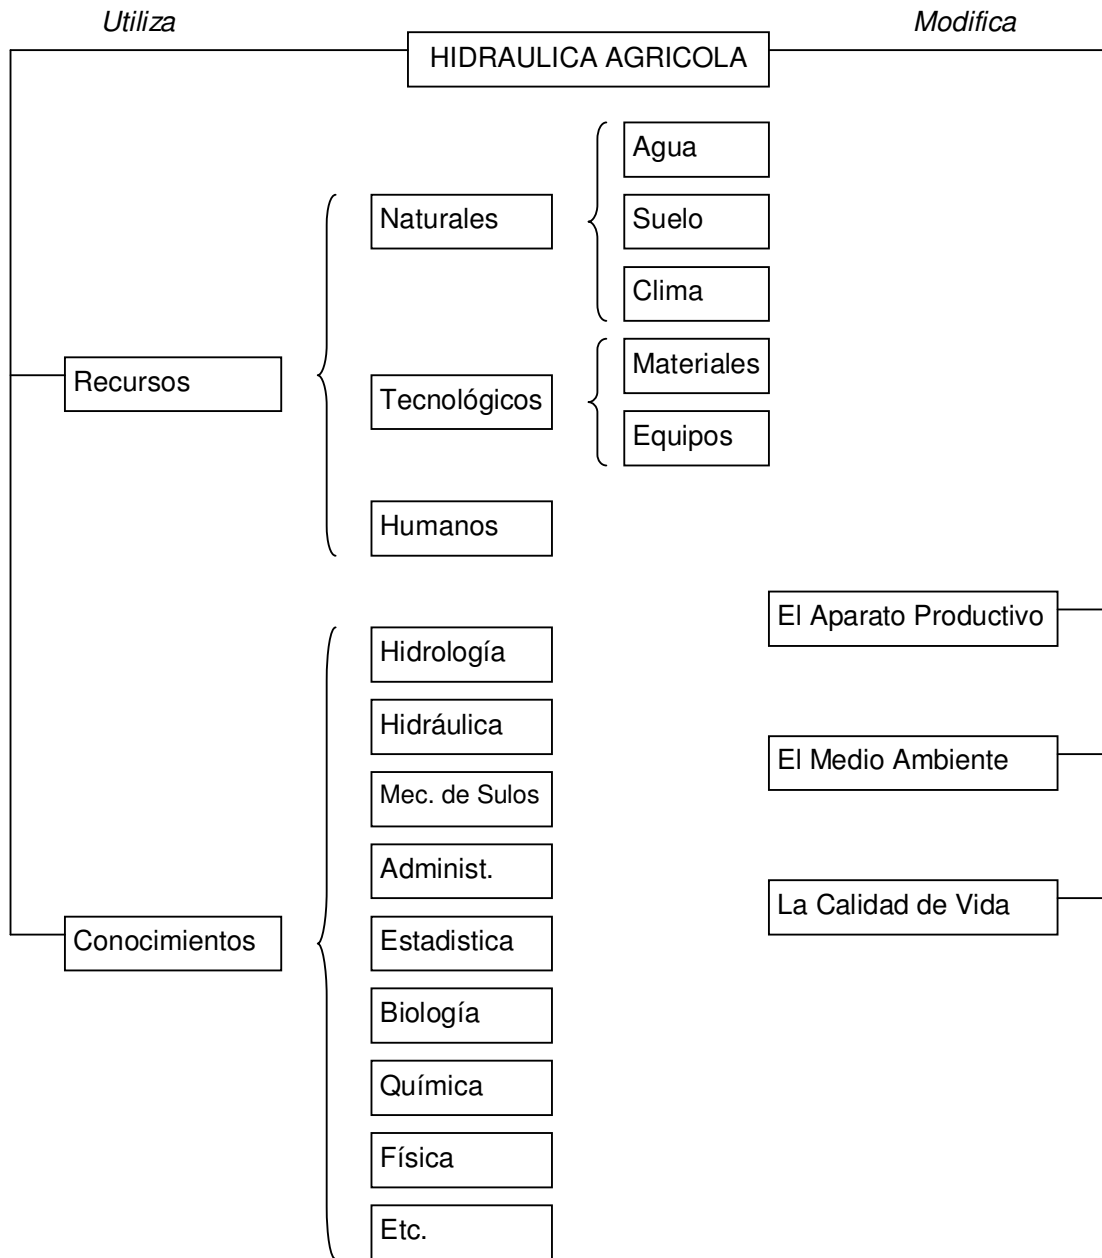 Utiliza
Modifica
HIDRAULICA AGRICOLA
Agua
Naturales
Suelo
Clima
Recursos
Materiales
Tecnológicos
Equipos
Humanos
El Aparato Productivo
Hidrología
Hidráulica
El Medio Ambiente
Mec. de Sulos
Administ.
La Calidad de Vida
Conocimientos
Estadistica
Biología
Química
Física
Etc.